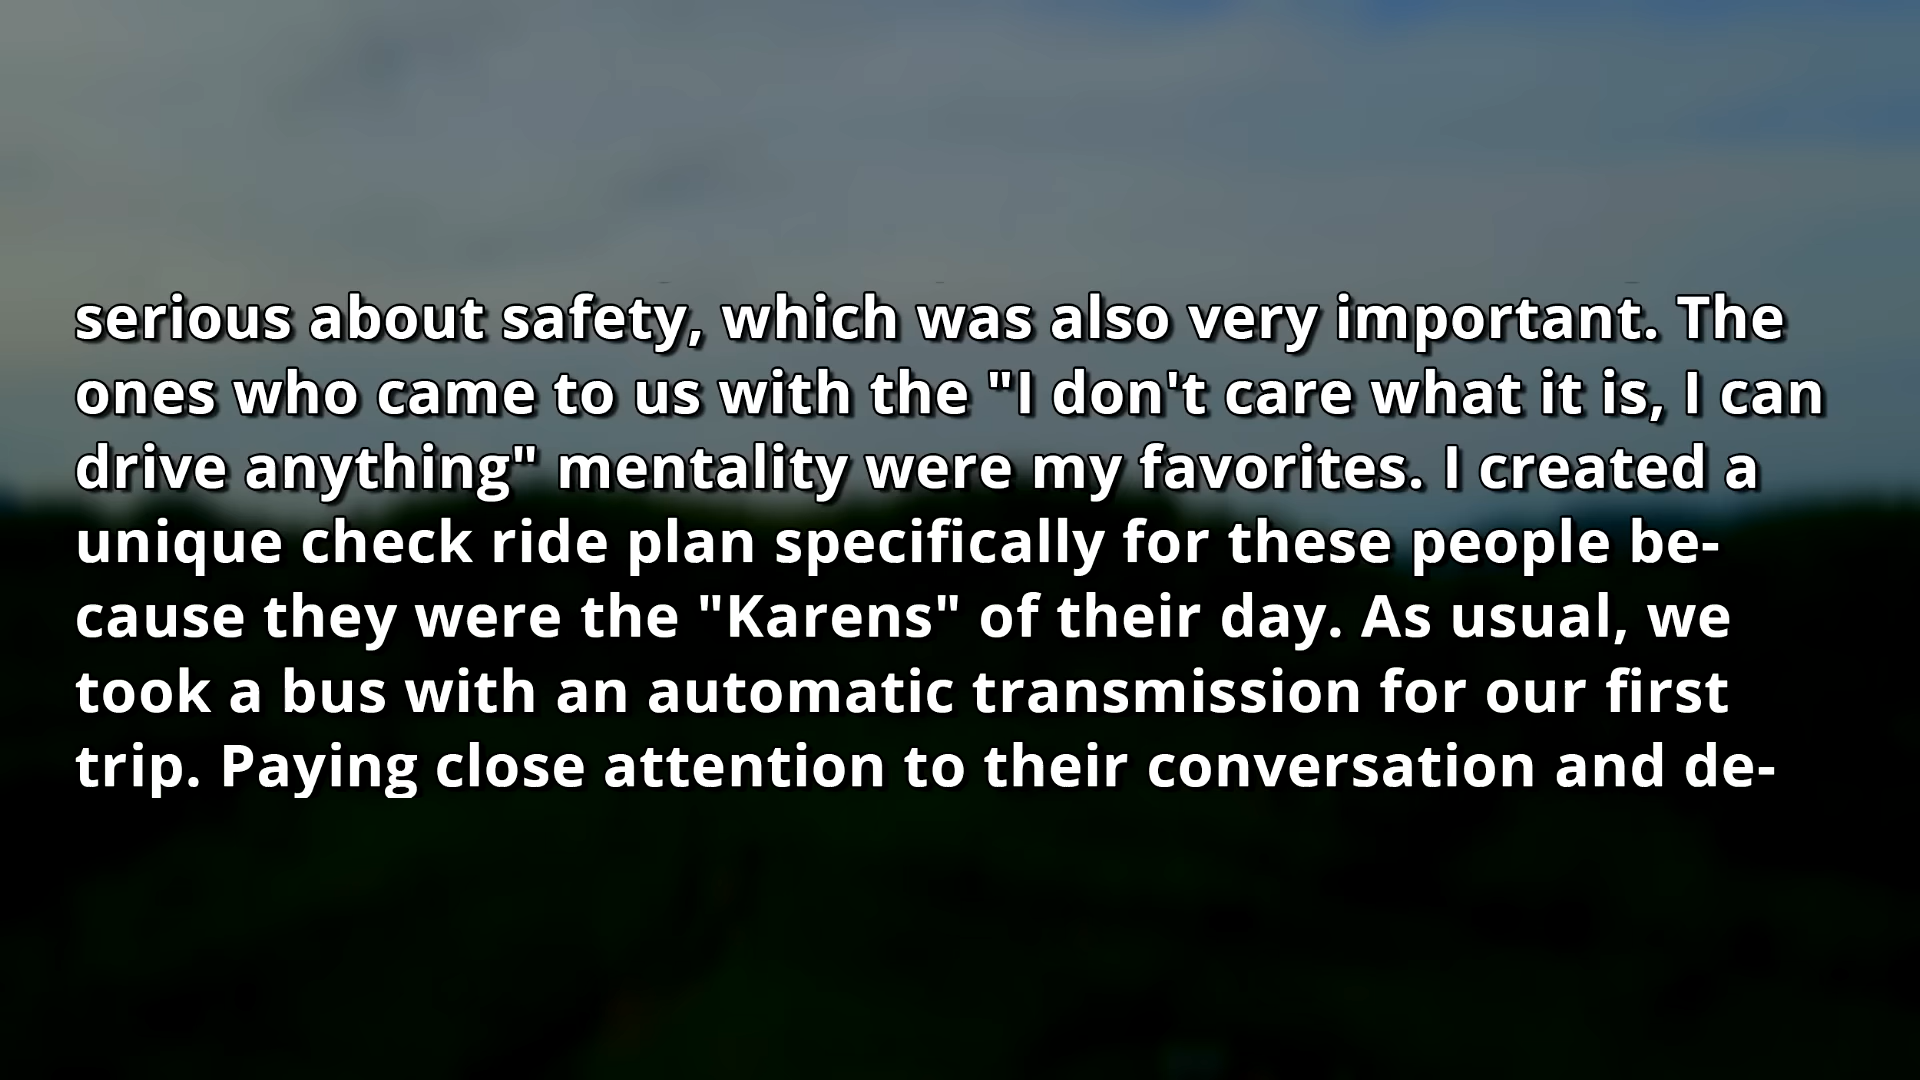 serious about safety, which was also very important. The
ones who came to us with the "I don't care what it is, I can
drive anything" mentality were my favorites. I created a
unique check ride plan specifically for these people be-
cause they were the "Karens" of their day. As usual, we
took a bus with an automatic transmission for our first
trip. Paying close attention to their conversation and de-